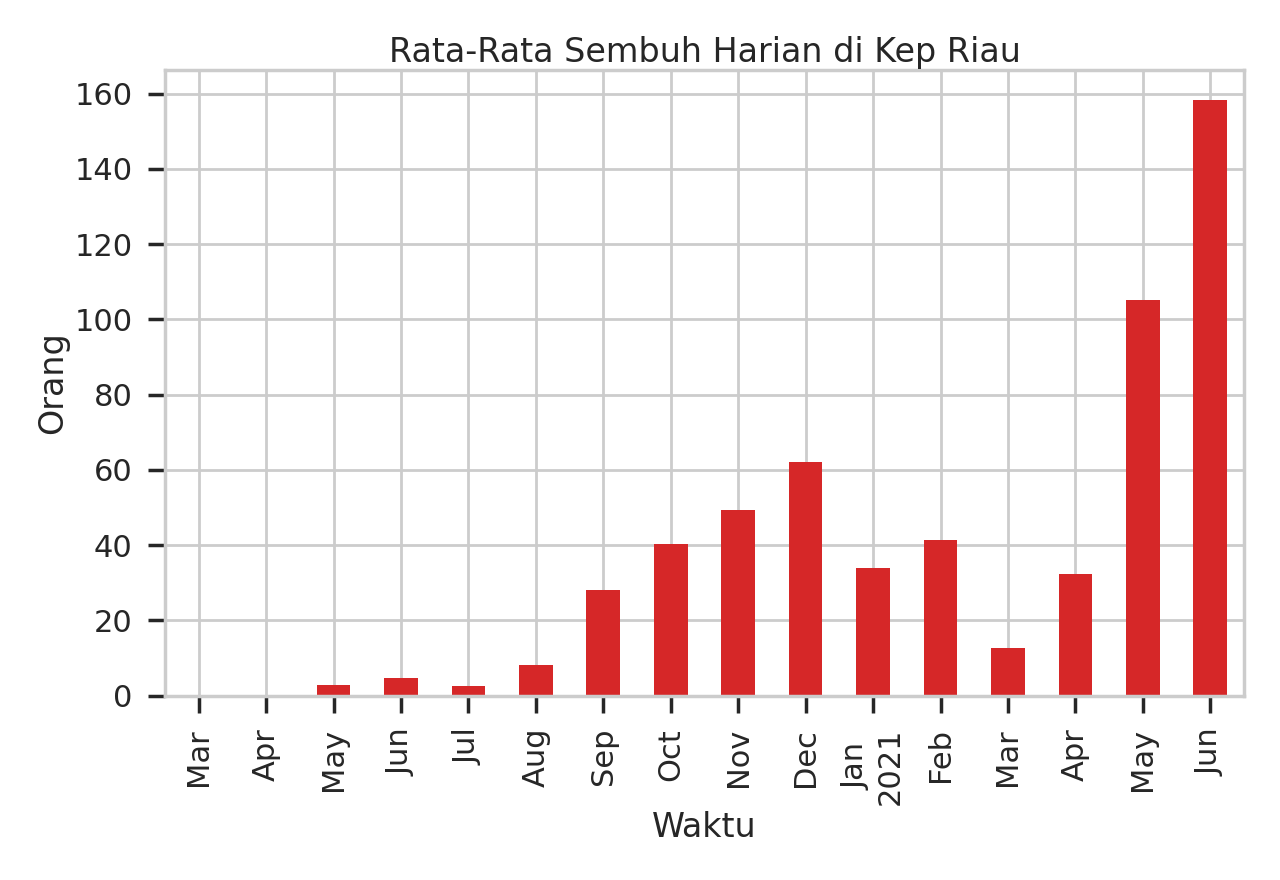 Rata-Rata Sembuh Harian di Kep Riau
160
140
120
100
80
60
40
20
0
Orang
Mar
Apr
May
Jun
Jul
Aug
Sep
Oct
Nov
Dec
Jan
2021
Feb
Mar
Apr
May
Jun
Waktu